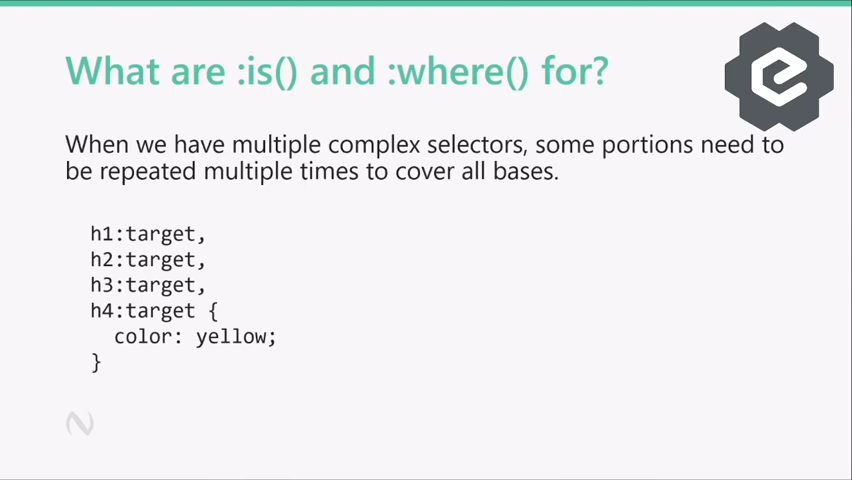 What are :is() and :where() for?
When we have multiple complex selectors, some portions need to
be repeated multiple times to cover all bases.
h1:target,
h2:target,
h3:target,
h4:target {
color: yellow;
}